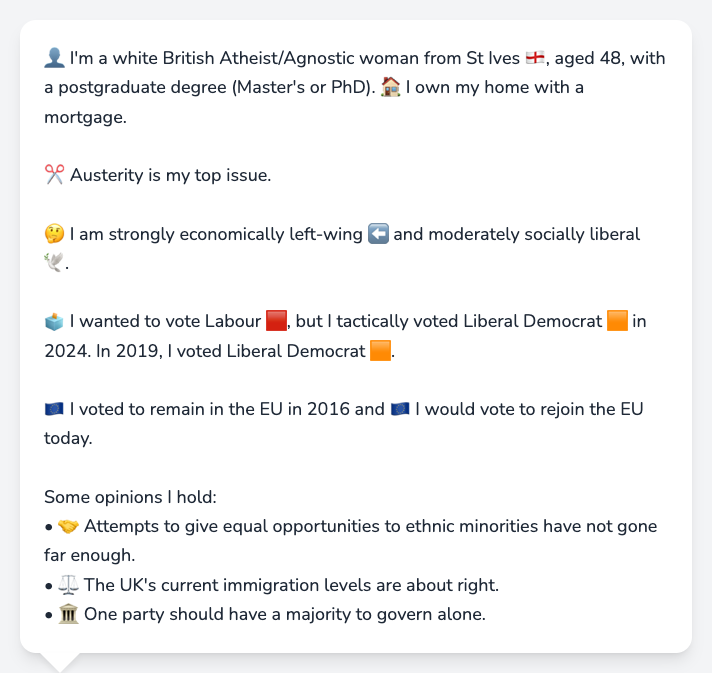 👤 I'm a white British Atheist/Agnostic woman from St Ives 🏴󠁧󠁢󠁥󠁮󠁧󠁿, aged 48, with
a postgraduate degree (Master's or PhD). 🏠 I own my home with a
mortgage.
✂️ Austerity is my top issue.
🤔 I am strongly economically left-wing ⬅️ and moderately socially liberal
🕊️.
🗳️ I wanted to vote Labour 🟥, but I tactically voted Liberal Democrat 🟧 in
2024. In 2019, I voted Liberal Democrat 🟧.
🇪🇺 I voted to remain in the EU in 2016 and 🇪🇺 I would vote to rejoin the EU
today.
Some opinions I hold:
• 🤝 Attempts to give equal opportunities to ethnic minorities have not gone
far enough.
• ⚖️ The UK's current immigration levels are about right.
• 🏛️ One party should have a majority to govern alone.